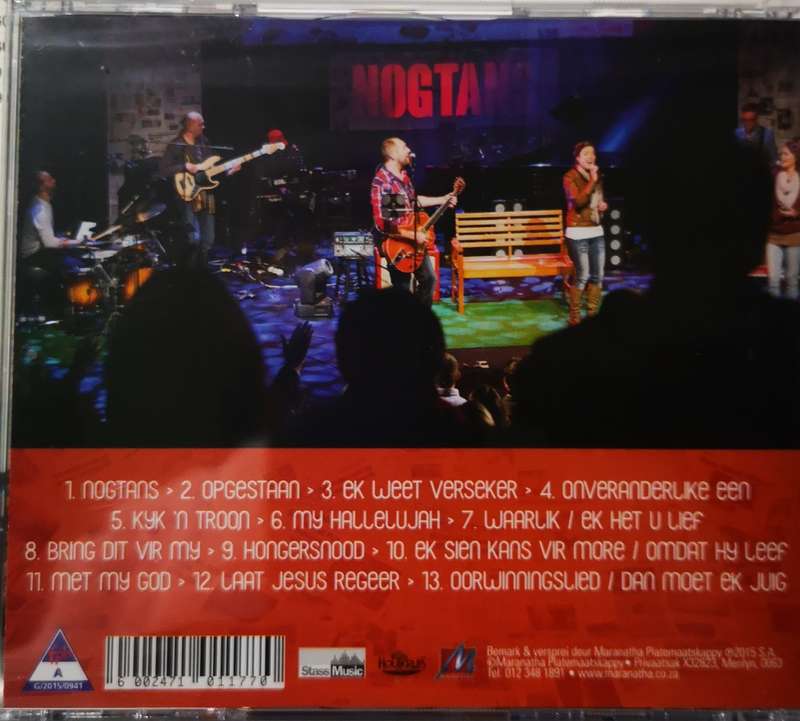 NOGTANS
1. NOGTANS > 2. OPGESTAAN > 3. EK WEET VERSEKER > 4. ONVERANDERLIKE EEN
5. KYK 'N TROON > 6. MY HALLELUJAH > 7. WAARLIK / EK HET U LIEF
8. BRING DIT VIR MY > 9. HONGERSNOOD > 10. EK SIEN KANS VIR MORE / OMDAT HY LEEF
11. MET MY GOD > 12. LAAT JESUS REGEER > 13. OORWINNINGSLIED / DAN MOET EK JUIG
A
G/2015/0941
6 002471 011770
Stass Music
M
Bemark & versprei deur Maranatha Platemaatskappy ℗2015 S.A.
©Maranatha Platemaatskappy • Privaatsak X32823, Menlyn, 0063
Tel. 012 348 1891 • www.maranatha.co.za